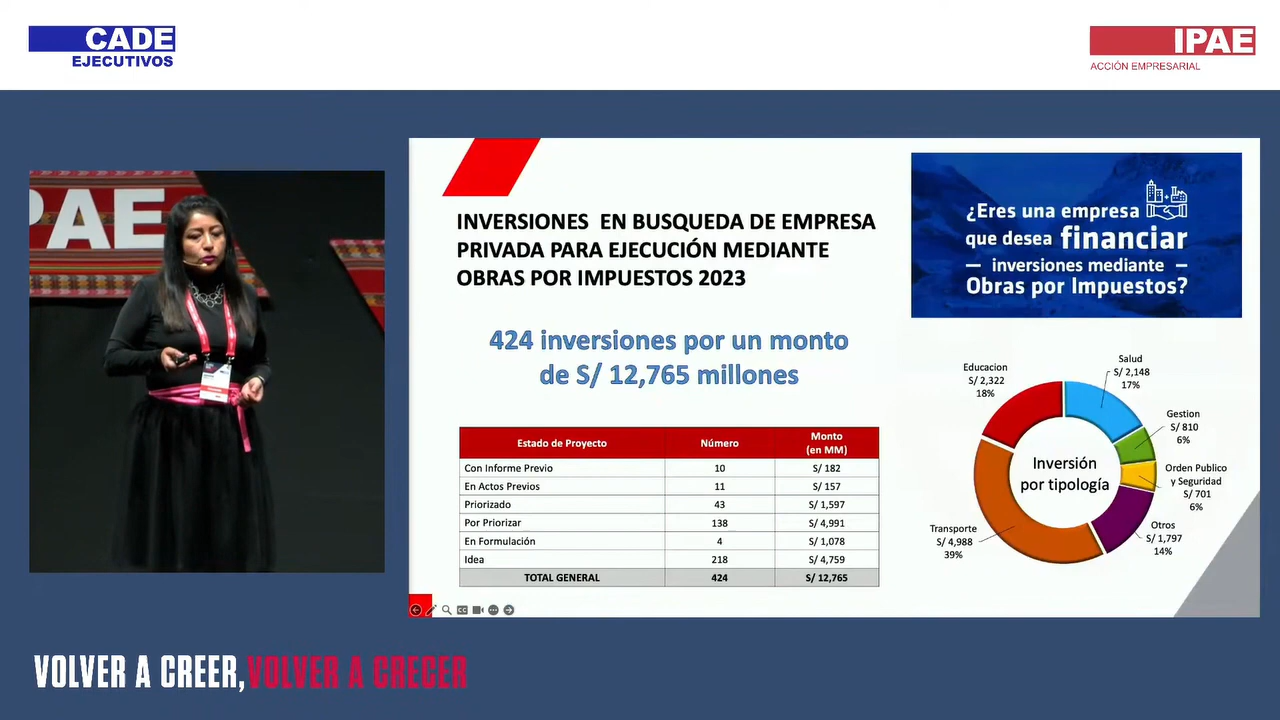 CADE
EJECUTIVOS
IPAE
ACCIÓN EMPRESARIAL
PAE
INVERSIONES EN BUSQUEDA DE EMPRESA
PRIVADA PARA EJECUCIÓN MEDIANTE
OBRAS POR IMPUESTOS 2023
424 inversiones por un monto
de S/ 12,765 millones
Estado de Proyecto Número Monto
(en MM)
Con Informe Previo 10 S/ 182
En Actos Previos 11 S/ 157
Priorizado 43 S/ 1,597
Por Priorizar 138 S/ 4,991
En Formulación 4 S/ 1,078
Idea 218 S/ 4,759
TOTAL GENERAL 424 S/ 12,765
¿Eres una empresa
que desea financiar
— inversiones mediante —
Obras por Impuestos?
Educacion
S/ 2,322
18%
Salud
S/ 2,148
17%
Gestion
S/ 810
6%
Orden Publico
y Seguridad
S/ 701
6%
Otros
S/ 1,797
14%
Transporte
S/ 4,988
39%
Inversión
por tipología
VOLVER A CREER, VOLVER A CRECER